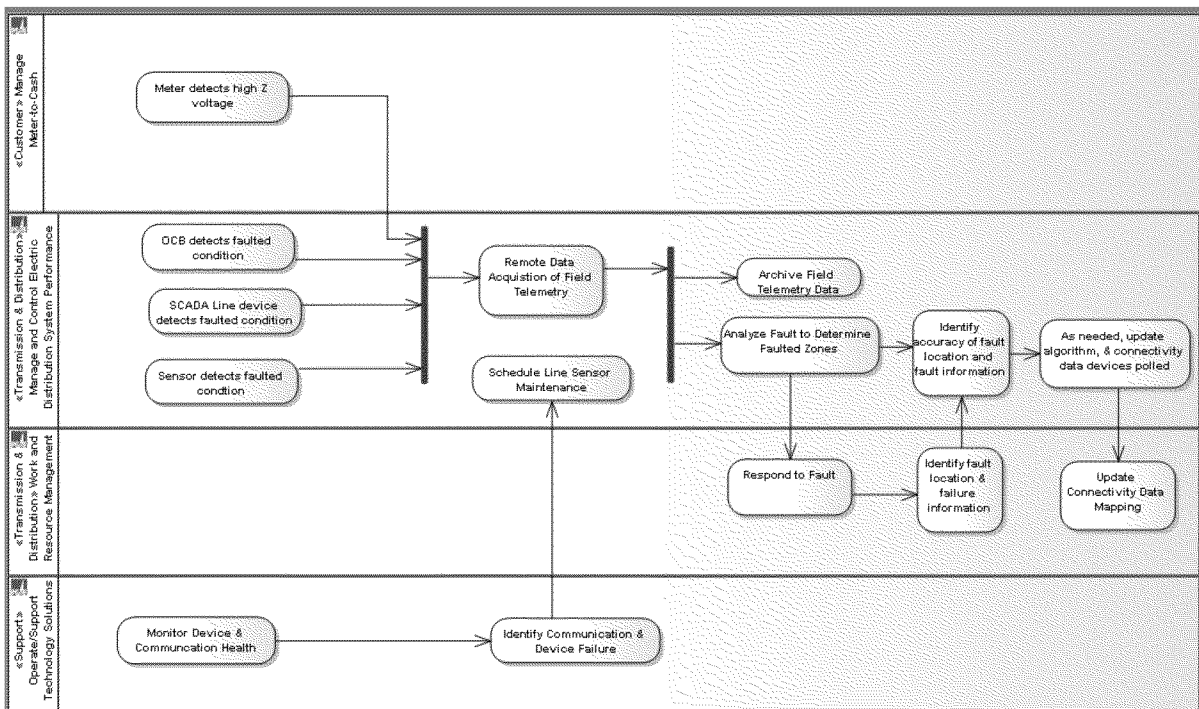 «Customer» Manage
Meter-to-Cash
Meter detects high Z
voltage
«Transmission & Distribution»
Manage and Control Electric
Distribution System Performance
OCB detects faulted
condition
SCADA Line device
detects faulted condition
Sensor detects faulted
condtion
Remote Data
Acquistion of Field
Telemetry
Schedule Line Sensor
Maintenance
Archive Field
Telemetry Data
Analyze Fault to Determine
Faulted Zones
Identify
accuracy of fault
location and
fault information
As needed, update
algorithm, & connectivity
data devices polled
«Transmission &
Distribution» Work and
Resource Management
Respond to Fault
Identify fault
location &
failure
information
Update
Connectivity Data
Mapping
«Support»
Operate/Support
Technology Solutions
Monitor Device &
Communcation Health
Identify Communication &
Device Failure